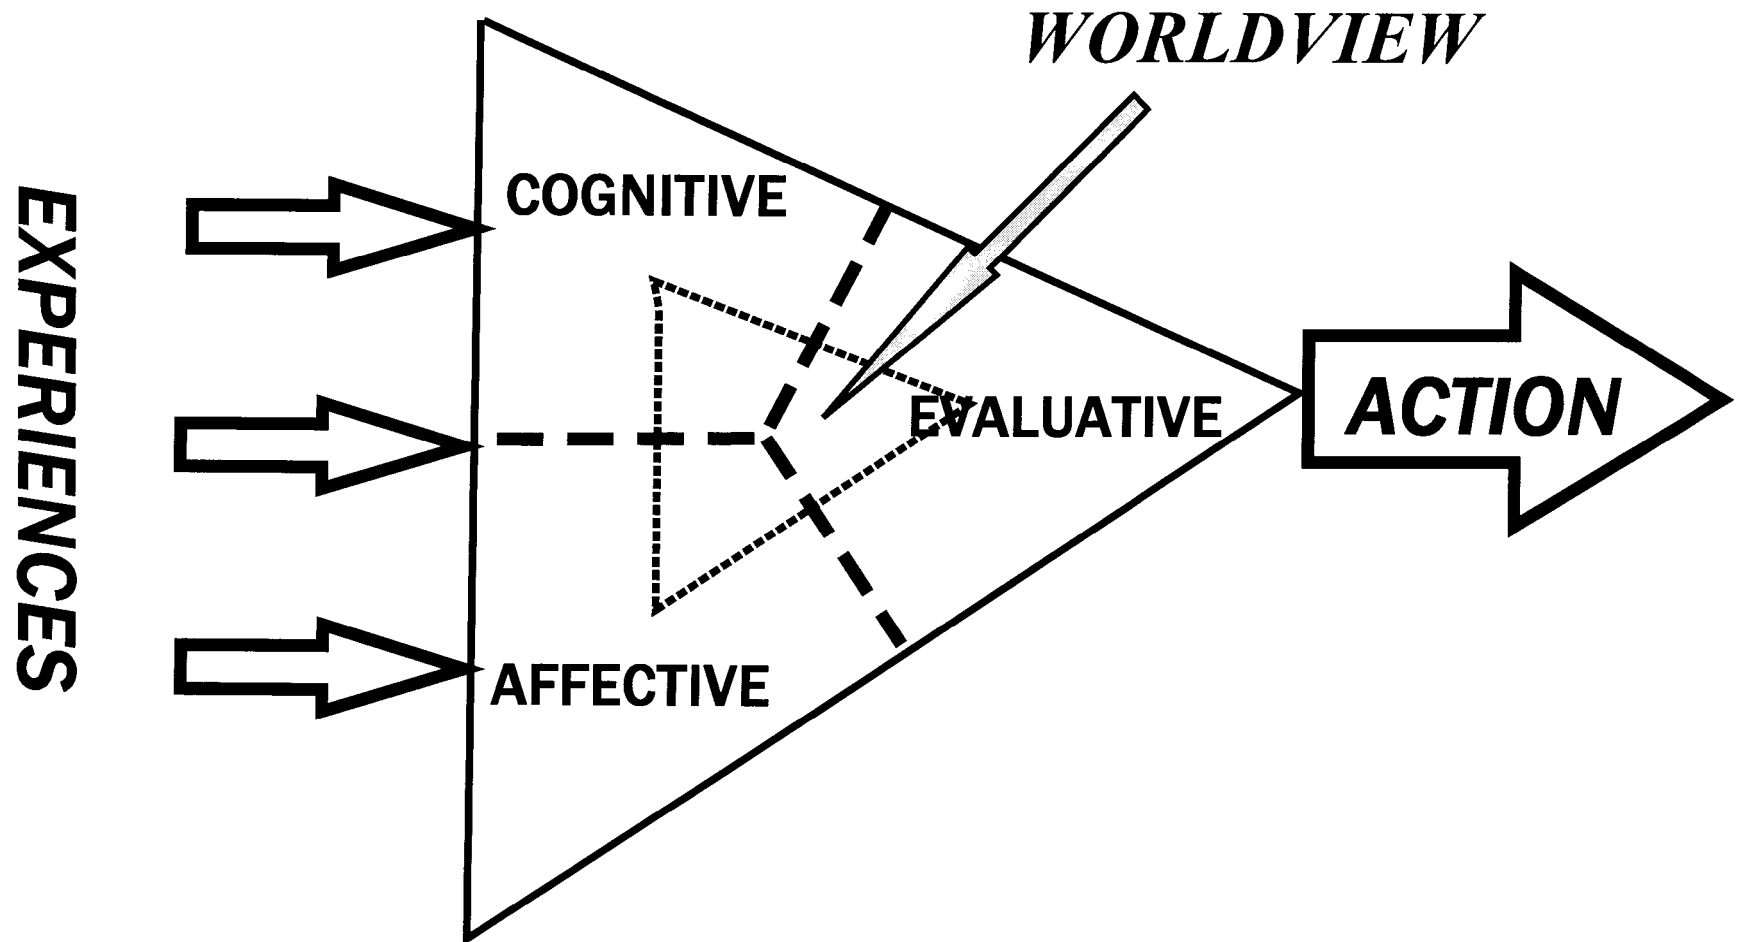 WORLDVIEW
COGNITIVE
EXPERIENCES
EVALUATIVE
ACTION
AFFECTIVE